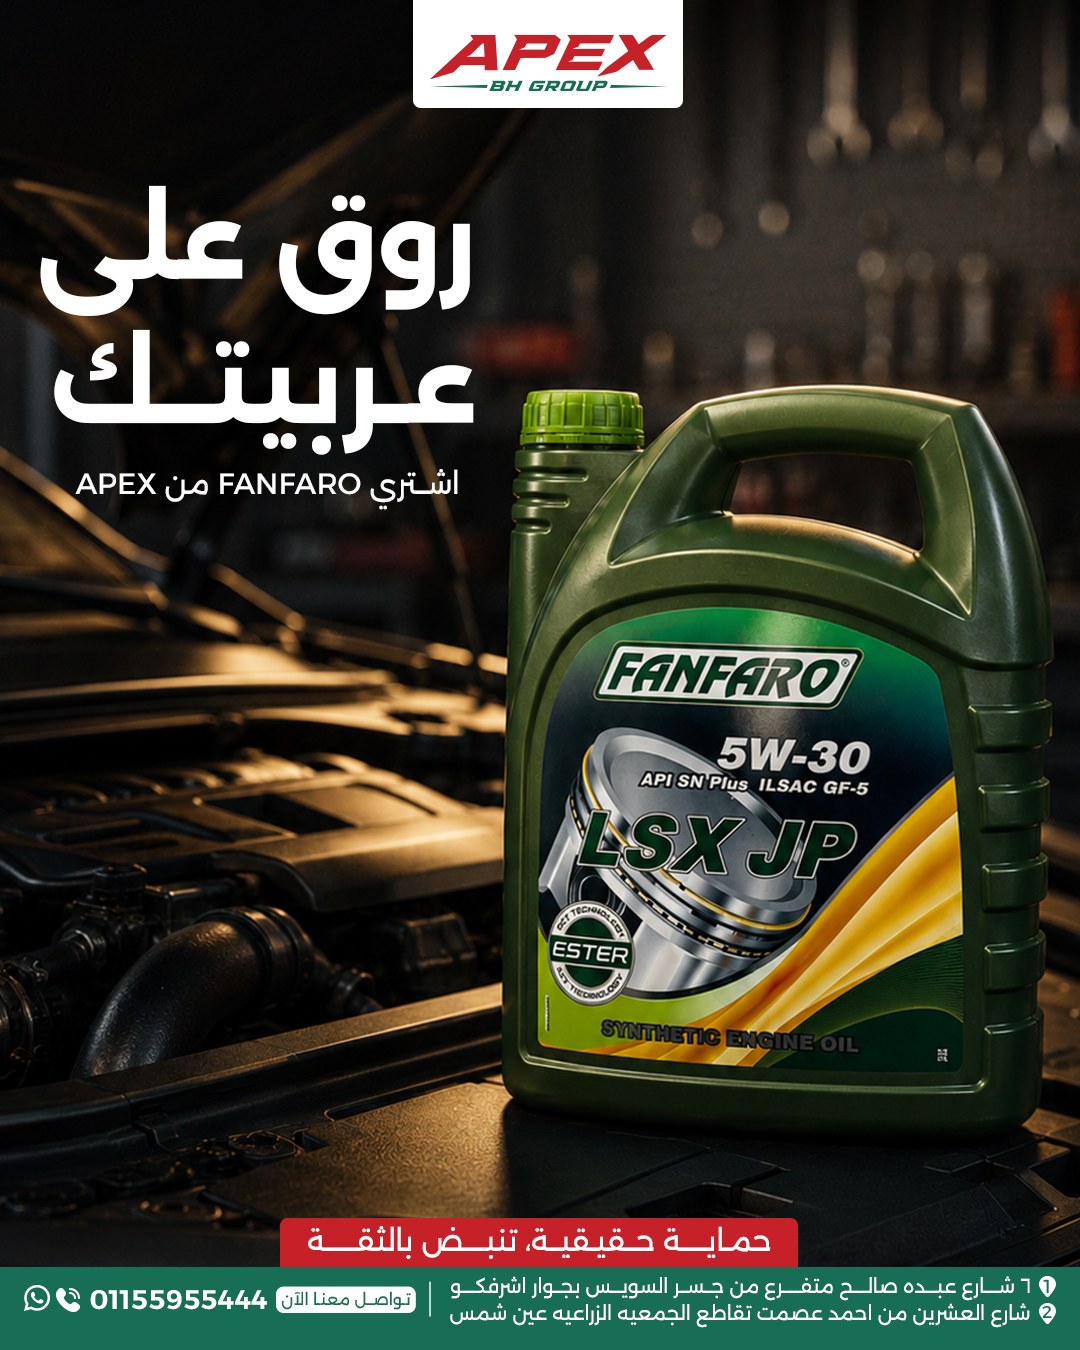 APEX
BH GROUP
روق على
عربيتك
اشتري FANFARO من APEX
FANFARO®
5W-30
API SN Plus ILSAC GF-5
LSX JP
ESTER
SYNTHETIC ENGINE OIL
حماية حقيقية، تنبض بالثقة
1 ٦ شارع عبده صالح متفرع من جسر السويس بجوار اشرفكو
2 شارع العشرين من احمد عصمت تقاطع الجمعيه الزراعيه عين شمس
تواصل معنا الآن 01155955444